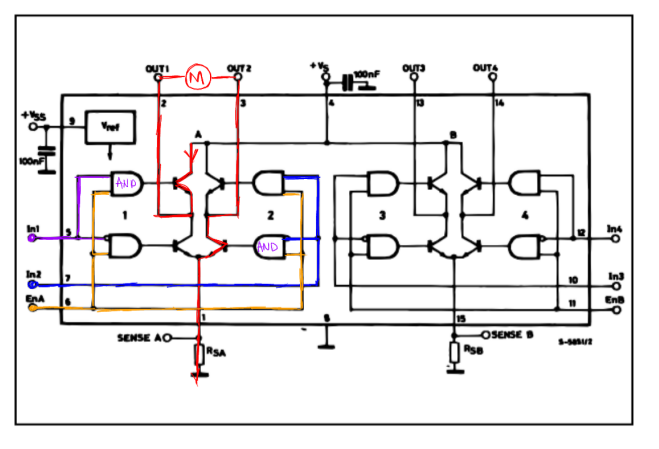 OUT1 M OUT2 +VS 100nF OUT3 OUT4
2 3 4 13 14
+VSS 9 Vref
100nF
A B
AND
1 2 3 4
In1 5 12 In4
AND
In2 7 10 In3
EnA 6 11 EnB
1 8 15
SENSE A SENSE B
RSA RSB S-5851/2